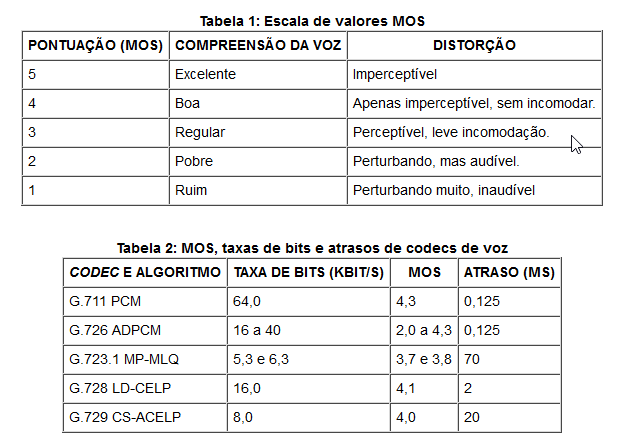 Tabela 1: Escala de valores MOS
PONTUAÇÃO (MOS) COMPREENSÃO DA VOZ DISTORÇÃO
5 Excelente Imperceptível
4 Boa Apenas imperceptível, sem incomodar.
3 Regular Perceptível, leve incomodação.
2 Pobre Perturbando, mas audível.
1 Ruim Perturbando muito, inaudível
Tabela 2: MOS, taxas de bits e atrasos de codecs de voz
CODEC E ALGORITMO TAXA DE BITS (KBIT/S) MOS ATRASO (MS)
G.711 PCM 64,0 4,3 0,125
G.726 ADPCM 16 a 40 2,0 a 4,3 0,125
G.723.1 MP-MLQ 5,3 e 6,3 3,7 e 3,8 70
G.728 LD-CELP 16,0 4,1 2
G.729 CS-ACELP 8,0 4,0 20